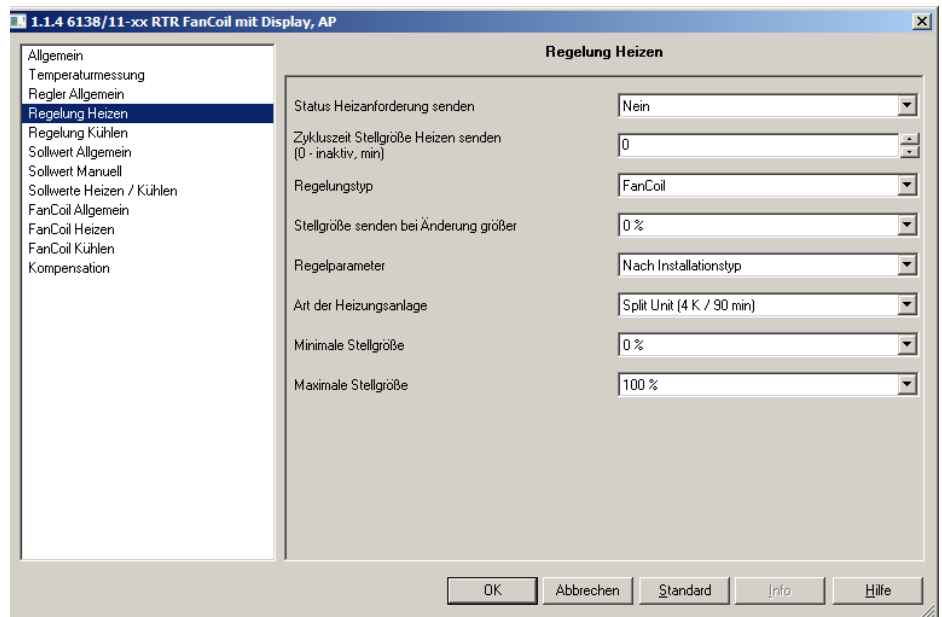 1.1.4 6138/11-xx RTR FanCoil mit Display, AP
Allgemein
Temperaturmessung
Regler Allgemein
Regelung Heizen
Regelung Kühlen
Sollwert Allgemein
Sollwert Manuell
Sollwerte Heizen / Kühlen
FanCoil Allgemein
FanCoil Heizen
FanCoil Kühlen
Kompensation
Regelung Heizen
Status Heizanforderung senden
Nein
Zykluszeit Stellgröße Heizen senden
(0 - inaktiv, min)
0
Regelungstyp
FanCoil
Stellgröße senden bei Änderung größer
0 %
Regelparameter
Nach Installationstyp
Art der Heizungsanlage
Split Unit (4 K / 90 min)
Minimale Stellgröße
0 %
Maximale Stellgröße
100 %
OK
Abbrechen
Standard
Info
Hilfe